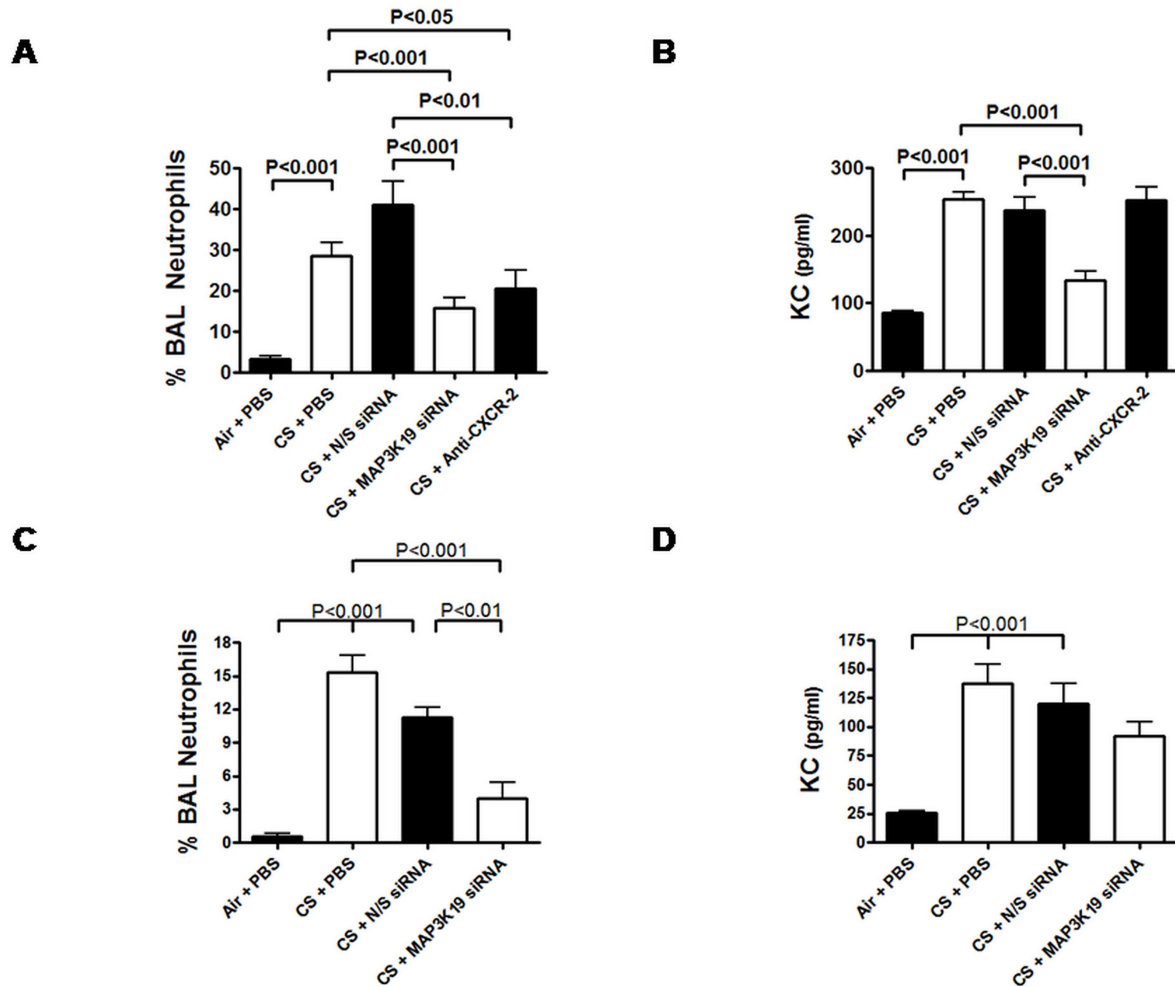 A
P<0.05
P<0.001
P<0.01
P<0.001
P<0.001
% BAL Neutrophils
50
40
30
20
10
0
Air + PBS
CS + PBS
CS + N/S siRNA
CS + MAP3K19 siRNA
CS + Anti-CXCR-2
B
P<0.001
P<0.001
P<0.001
KC (pg/ml)
300
200
100
0
Air + PBS
CS + PBS
CS + N/S siRNA
CS + MAP3K19 siRNA
CS + Anti-CXCR-2
C
P<0.001
P<0.001
P<0.01
% BAL Neutrophils
18
15
12
9
6
3
0
Air + PBS
CS + PBS
CS + N/S siRNA
CS + MAP3K19 siRNA
D
P<0.001
KC (pg/ml)
175
150
125
100
75
50
25
0
Air + PBS
CS + PBS
CS + N/S siRNA
CS + MAP3K19 siRNA